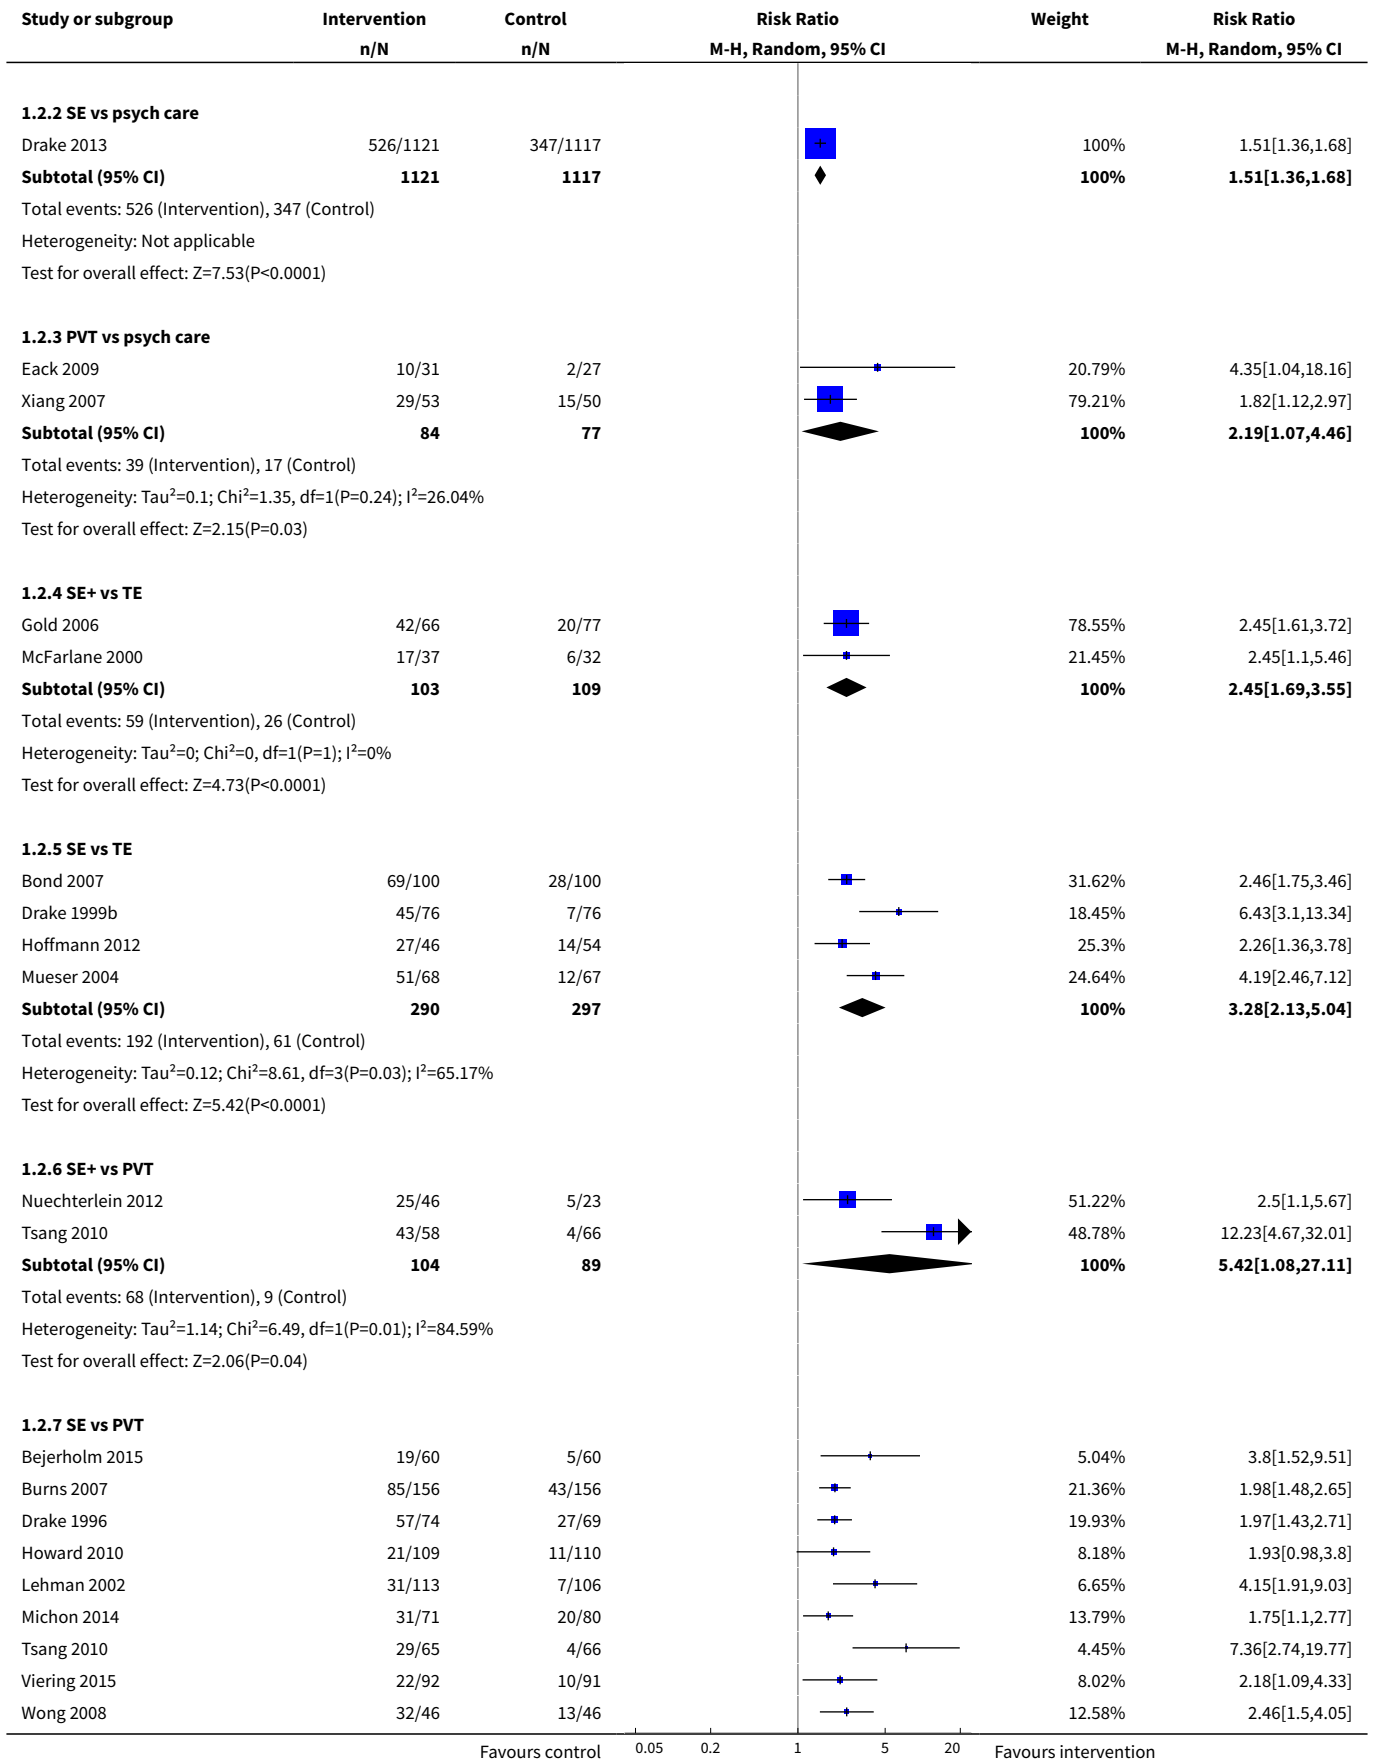 Study or subgroup Intervention Control Risk Ratio Weight Risk Ratio
n/N n/N M-H, Random, 95% CI M-H, Random, 95% CI
1.2.2 SE vs psych care
Drake 2013 526/1121 347/1117 100% 1.51[1.36,1.68]
Subtotal (95% CI) 1121 1117 100% 1.51[1.36,1.68]
Total events: 526 (Intervention), 347 (Control)
Heterogeneity: Not applicable
Test for overall effect: Z=7.53(P<0.0001)
1.2.3 PVT vs psych care
Eack 2009 10/31 2/27 20.79% 4.35[1.04,18.16]
Xiang 2007 29/53 15/50 79.21% 1.82[1.12,2.97]
Subtotal (95% CI) 84 77 100% 2.19[1.07,4.46]
Total events: 39 (Intervention), 17 (Control)
Heterogeneity: Tau²=0.1; Chi²=1.35, df=1(P=0.24); I²=26.04%
Test for overall effect: Z=2.15(P=0.03)
1.2.4 SE+ vs TE
Gold 2006 42/66 20/77 78.55% 2.45[1.61,3.72]
McFarlane 2000 17/37 6/32 21.45% 2.45[1.1,5.46]
Subtotal (95% CI) 103 109 100% 2.45[1.69,3.55]
Total events: 59 (Intervention), 26 (Control)
Heterogeneity: Tau²=0; Chi²=0, df=1(P=1); I²=0%
Test for overall effect: Z=4.73(P<0.0001)
1.2.5 SE vs TE
Bond 2007 69/100 28/100 31.62% 2.46[1.75,3.46]
Drake 1999b 45/76 7/76 18.45% 6.43[3.1,13.34]
Hoffmann 2012 27/46 14/54 25.3% 2.26[1.36,3.78]
Mueser 2004 51/68 12/67 24.64% 4.19[2.46,7.12]
Subtotal (95% CI) 290 297 100% 3.28[2.13,5.04]
Total events: 192 (Intervention), 61 (Control)
Heterogeneity: Tau²=0.12; Chi²=8.61, df=3(P=0.03); I²=65.17%
Test for overall effect: Z=5.42(P<0.0001)
1.2.6 SE+ vs PVT
Nuechterlein 2012 25/46 5/23 51.22% 2.5[1.1,5.67]
Tsang 2010 43/58 4/66 48.78% 12.23[4.67,32.01]
Subtotal (95% CI) 104 89 100% 5.42[1.08,27.11]
Total events: 68 (Intervention), 9 (Control)
Heterogeneity: Tau²=1.14; Chi²=6.49, df=1(P=0.01); I²=84.59%
Test for overall effect: Z=2.06(P=0.04)
1.2.7 SE vs PVT
Bejerholm 2015 19/60 5/60 5.04% 3.8[1.52,9.51]
Burns 2007 85/156 43/156 21.36% 1.98[1.48,2.65]
Drake 1996 57/74 27/69 19.93% 1.97[1.43,2.71]
Howard 2010 21/109 11/110 8.18% 1.93[0.98,3.8]
Lehman 2002 31/113 7/106 6.65% 4.15[1.91,9.03]
Michon 2014 31/71 20/80 13.79% 1.75[1.1,2.77]
Tsang 2010 29/65 4/66 4.45% 7.36[2.74,19.77]
Viering 2015 22/92 10/91 8.02% 2.18[1.09,4.33]
Wong 2008 32/46 13/46 12.58% 2.46[1.5,4.05]
Favours control 0.05 0.2 1 5 20 Favours intervention